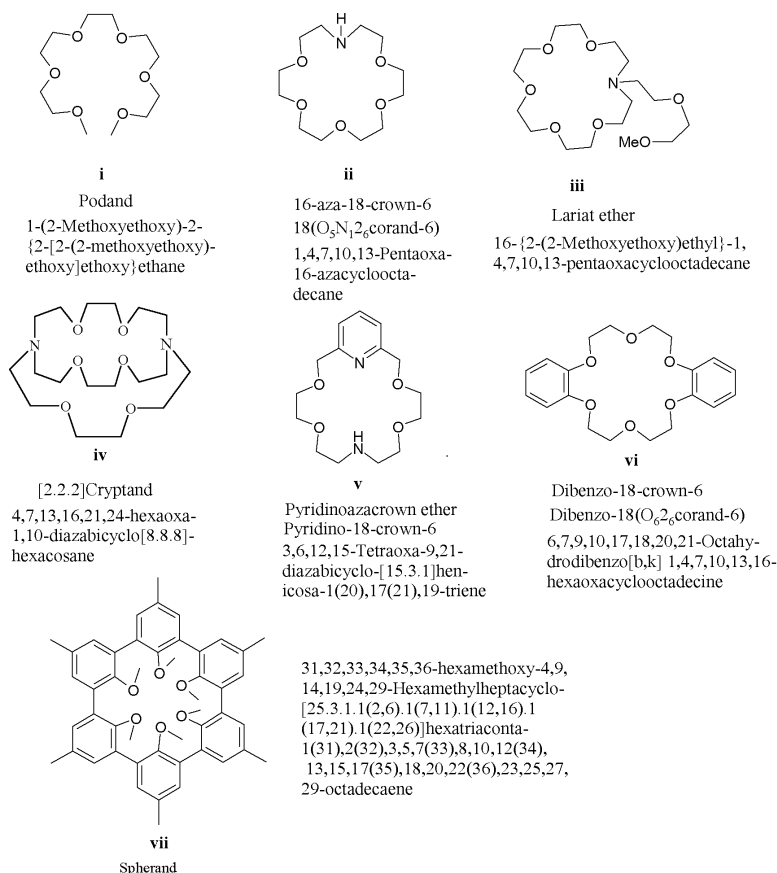 O O
O O
O O
i
Podand
1-(2-Methoxyethoxy)-2-
{2-[2-(2-methoxyethoxy)-
ethoxy]ethoxy}ethane
H
N
O O
O O
O
ii
16-aza-18-crown-6
18(O₅N₁2₆corand-6)
1,4,7,10,13-Pentaoxa-
16-azacycloocta-
decane
O O
O N
O
O O
MeO
iii
Lariat ether
16-{2-(2-Methoxyethoxy)ethyl}-1,
4,7,10,13-pentaoxacyclooctadecane
O O
N N
O O
O O
iv
[2.2.2]Cryptand
4,7,13,16,21,24-hexaoxa-
1,10-diazabicyclo[8.8.8]-
hexacosane
N
O O
O O
H
N
v
Pyridinoazacrown ether
Pyridino-18-crown-6
3,6,12,15-Tetraoxa-9,21-
diazabicyclo-[15.3.1]hen-
icosa-1(20),17(21),19-triene
O
O O
O O
O
vi
Dibenzo-18-crown-6
Dibenzo-18(O₆2₆corand-6)
6,7,9,10,17,18,20,21-Octahy-
drodibenzo[b,k] 1,4,7,10,13,16-
hexaoxacyclooctadecine
O O
O O
O O
vii
Spherand
31,32,33,34,35,36-hexamethoxy-4,9,
14,19,24,29-Hexamethylheptacyclo-
[25.3.1.1(2,6).1(7,11).1(12,16).1
(17,21).1(22,26)]hexatriaconta-
1(31),2(32),3,5,7(33),8,10,12(34),
13,15,17(35),18,20,22(36),23,25,27,
29-octadecaene